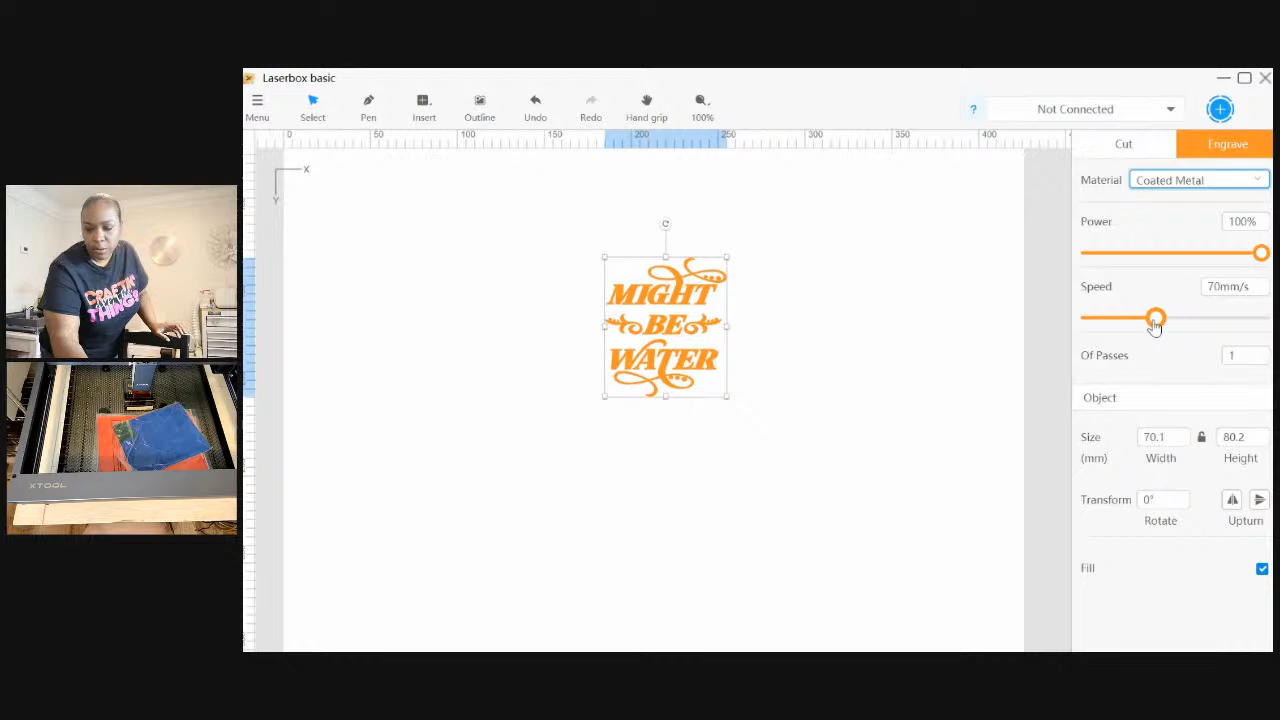 Laserbox basic
Menu Select Pen Insert Outline Undo Redo Hand grip 100% ? Not Connected
0 50 100 150 200 250 300 350 400
X
Y
Cut Engrave
Material Coated Metal
Power 100%
Speed 70mm/s
Of Passes 1
Object
Size 70.1 80.2
(mm) Width Height
Transform 0°
Rotate Upturn
Fill
MIGHT
BE
WATER
CRAFTIN'
THINGS!
XTOOL